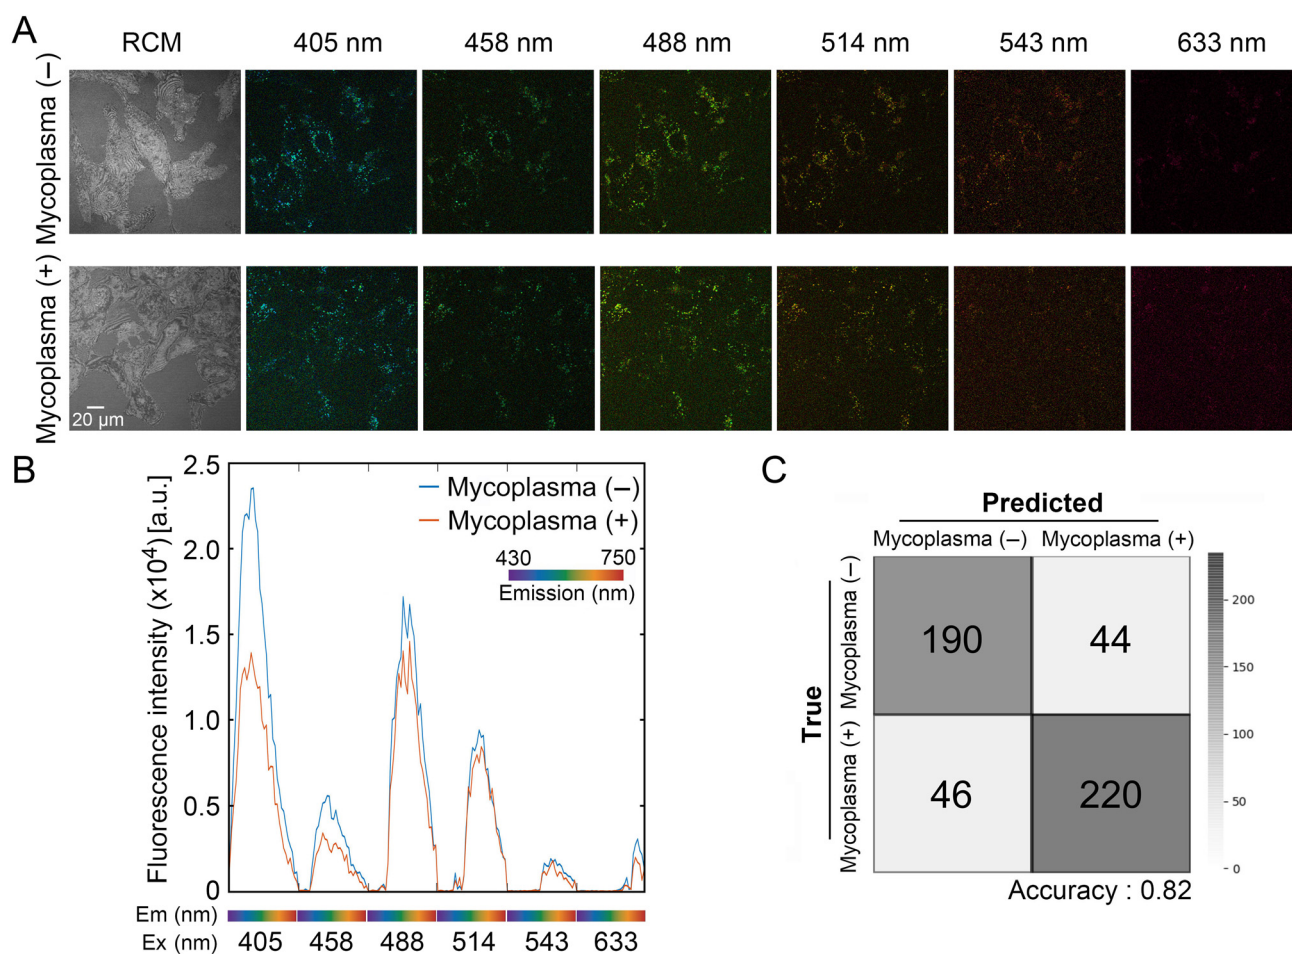 A
RCM 405 nm 458 nm 488 nm 514 nm 543 nm 633 nm
Mycoplasma (–)
Mycoplasma (+)
20 µm
B
Fluorescence intensity (x10⁴) [a.u.]
2.5
2.0
1.5
1.0
0.5
0
Mycoplasma (–)
Mycoplasma (+)
430 750
Emission (nm)
Em (nm)
Ex (nm) 405 458 488 514 543 633
C
Predicted
Mycoplasma (–) Mycoplasma (+)
True
Mycoplasma (–)
Mycoplasma (+)
190 44
46 220
- 200
- 150
- 100
- 50
- 0
Accuracy : 0.82